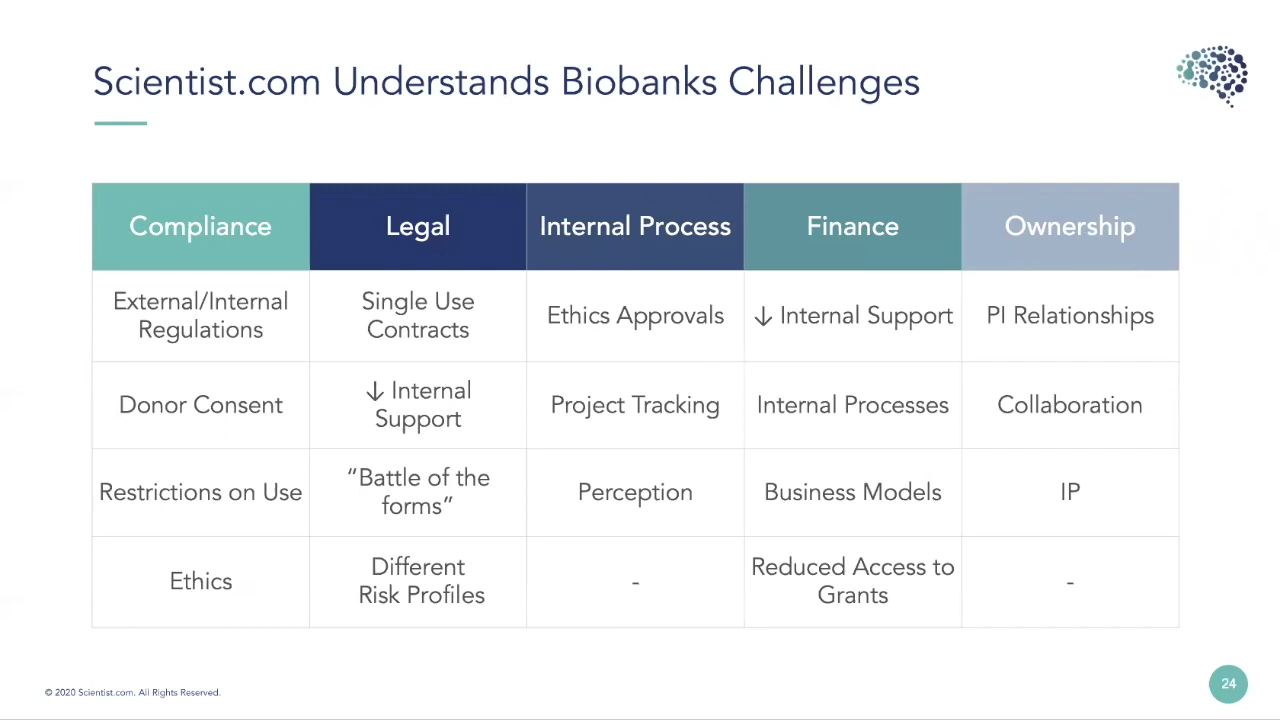 Scientist.com Understands Biobanks Challenges
Compliance
Legal
Internal Process
Finance
Ownership
External/Internal
Regulations
Single Use
Contracts
Ethics Approvals
↓ Internal Support
PI Relationships
Donor Consent
↓ Internal
Support
Project Tracking
Internal Processes
Collaboration
Restrictions on Use
“Battle of the
forms”
Perception
Business Models
IP
Ethics
Different
Risk Profiles
-
Reduced Access to
Grants
-
© 2020 Scientist.com. All Rights Reserved.
24